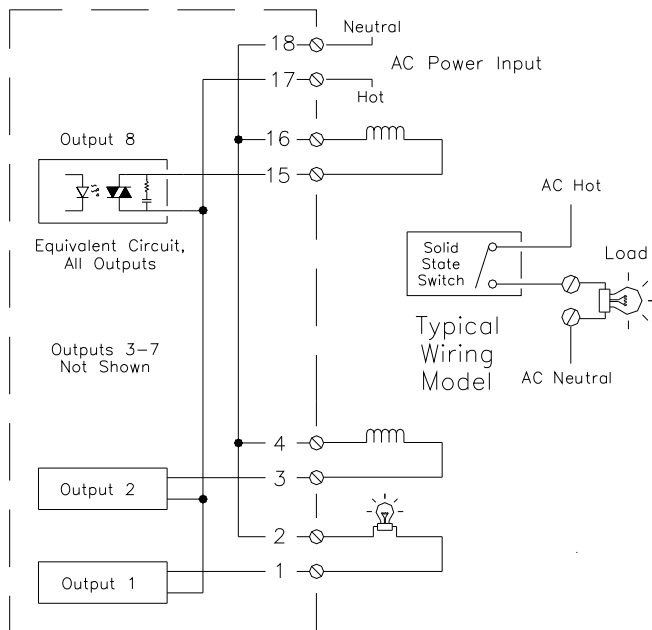 Neutral
18
AC Power Input
17
Hot
Output 8
16
15
AC Hot
Equivalent Circuit,
All Outputs
Solid
State
Switch
Load
Typical
Wiring
Model
Outputs 3-7
Not Shown
AC Neutral
4
3
Output 2
2
1
Output 1